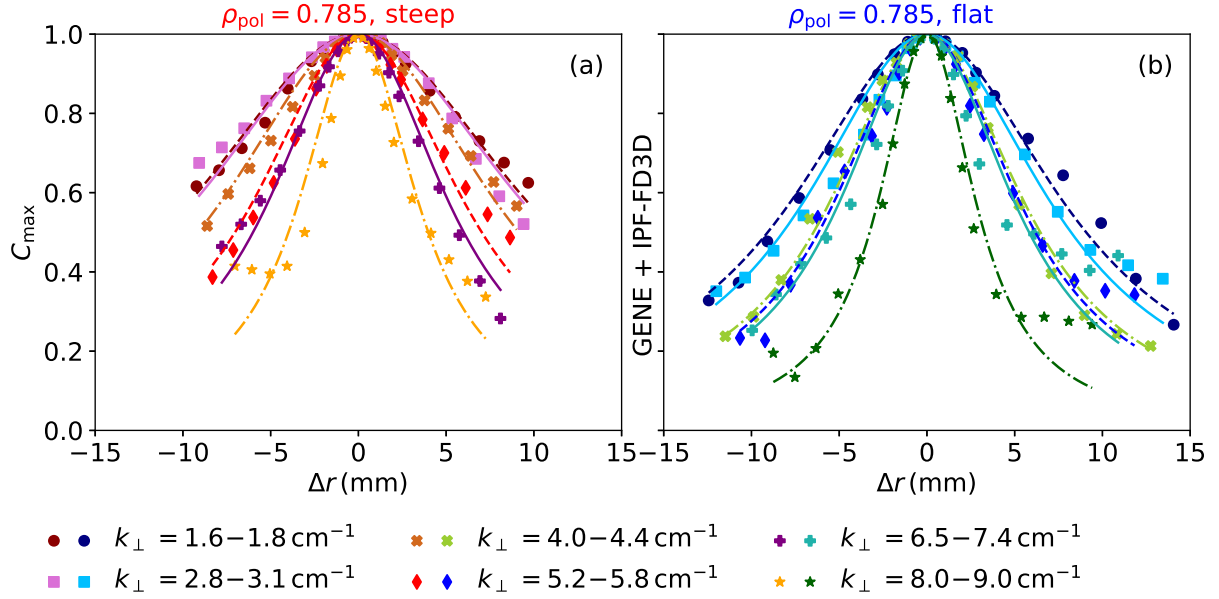 ρpol = 0.785, steep
ρpol = 0.785, flat
(a)
(b)
1.0
0.8
0.6
0.4
0.2
0.0
Cmax
GENE + IPF-FD3D
−15 −10 −5 0 5 10 15
−15 −10 −5 0 5 10 15
Δr (mm)
Δr (mm)
k⊥ = 1.6−1.8 cm⁻¹
k⊥ = 4.0−4.4 cm⁻¹
k⊥ = 6.5−7.4 cm⁻¹
k⊥ = 2.8−3.1 cm⁻¹
k⊥ = 5.2−5.8 cm⁻¹
k⊥ = 8.0−9.0 cm⁻¹